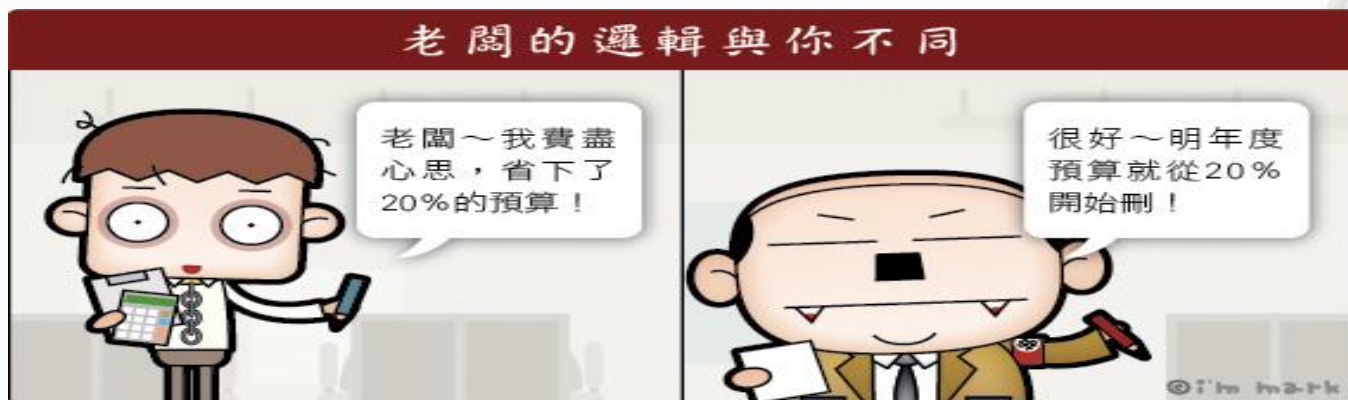 老闆的邏輯與你不同
老闆～我費盡
心思，省下了
20%的預算！
很好～明年度
預算就從20%
開始刪！
©i'm mark